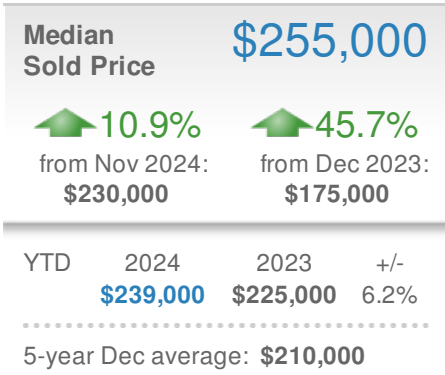 Median $255,000
Sold Price
10.9% 45.7%
from Nov 2024: from Dec 2023:
$230,000 $175,000
YTD 2024 2023 +/-
$239,000 $225,000 6.2%
5-year Dec average: $210,000